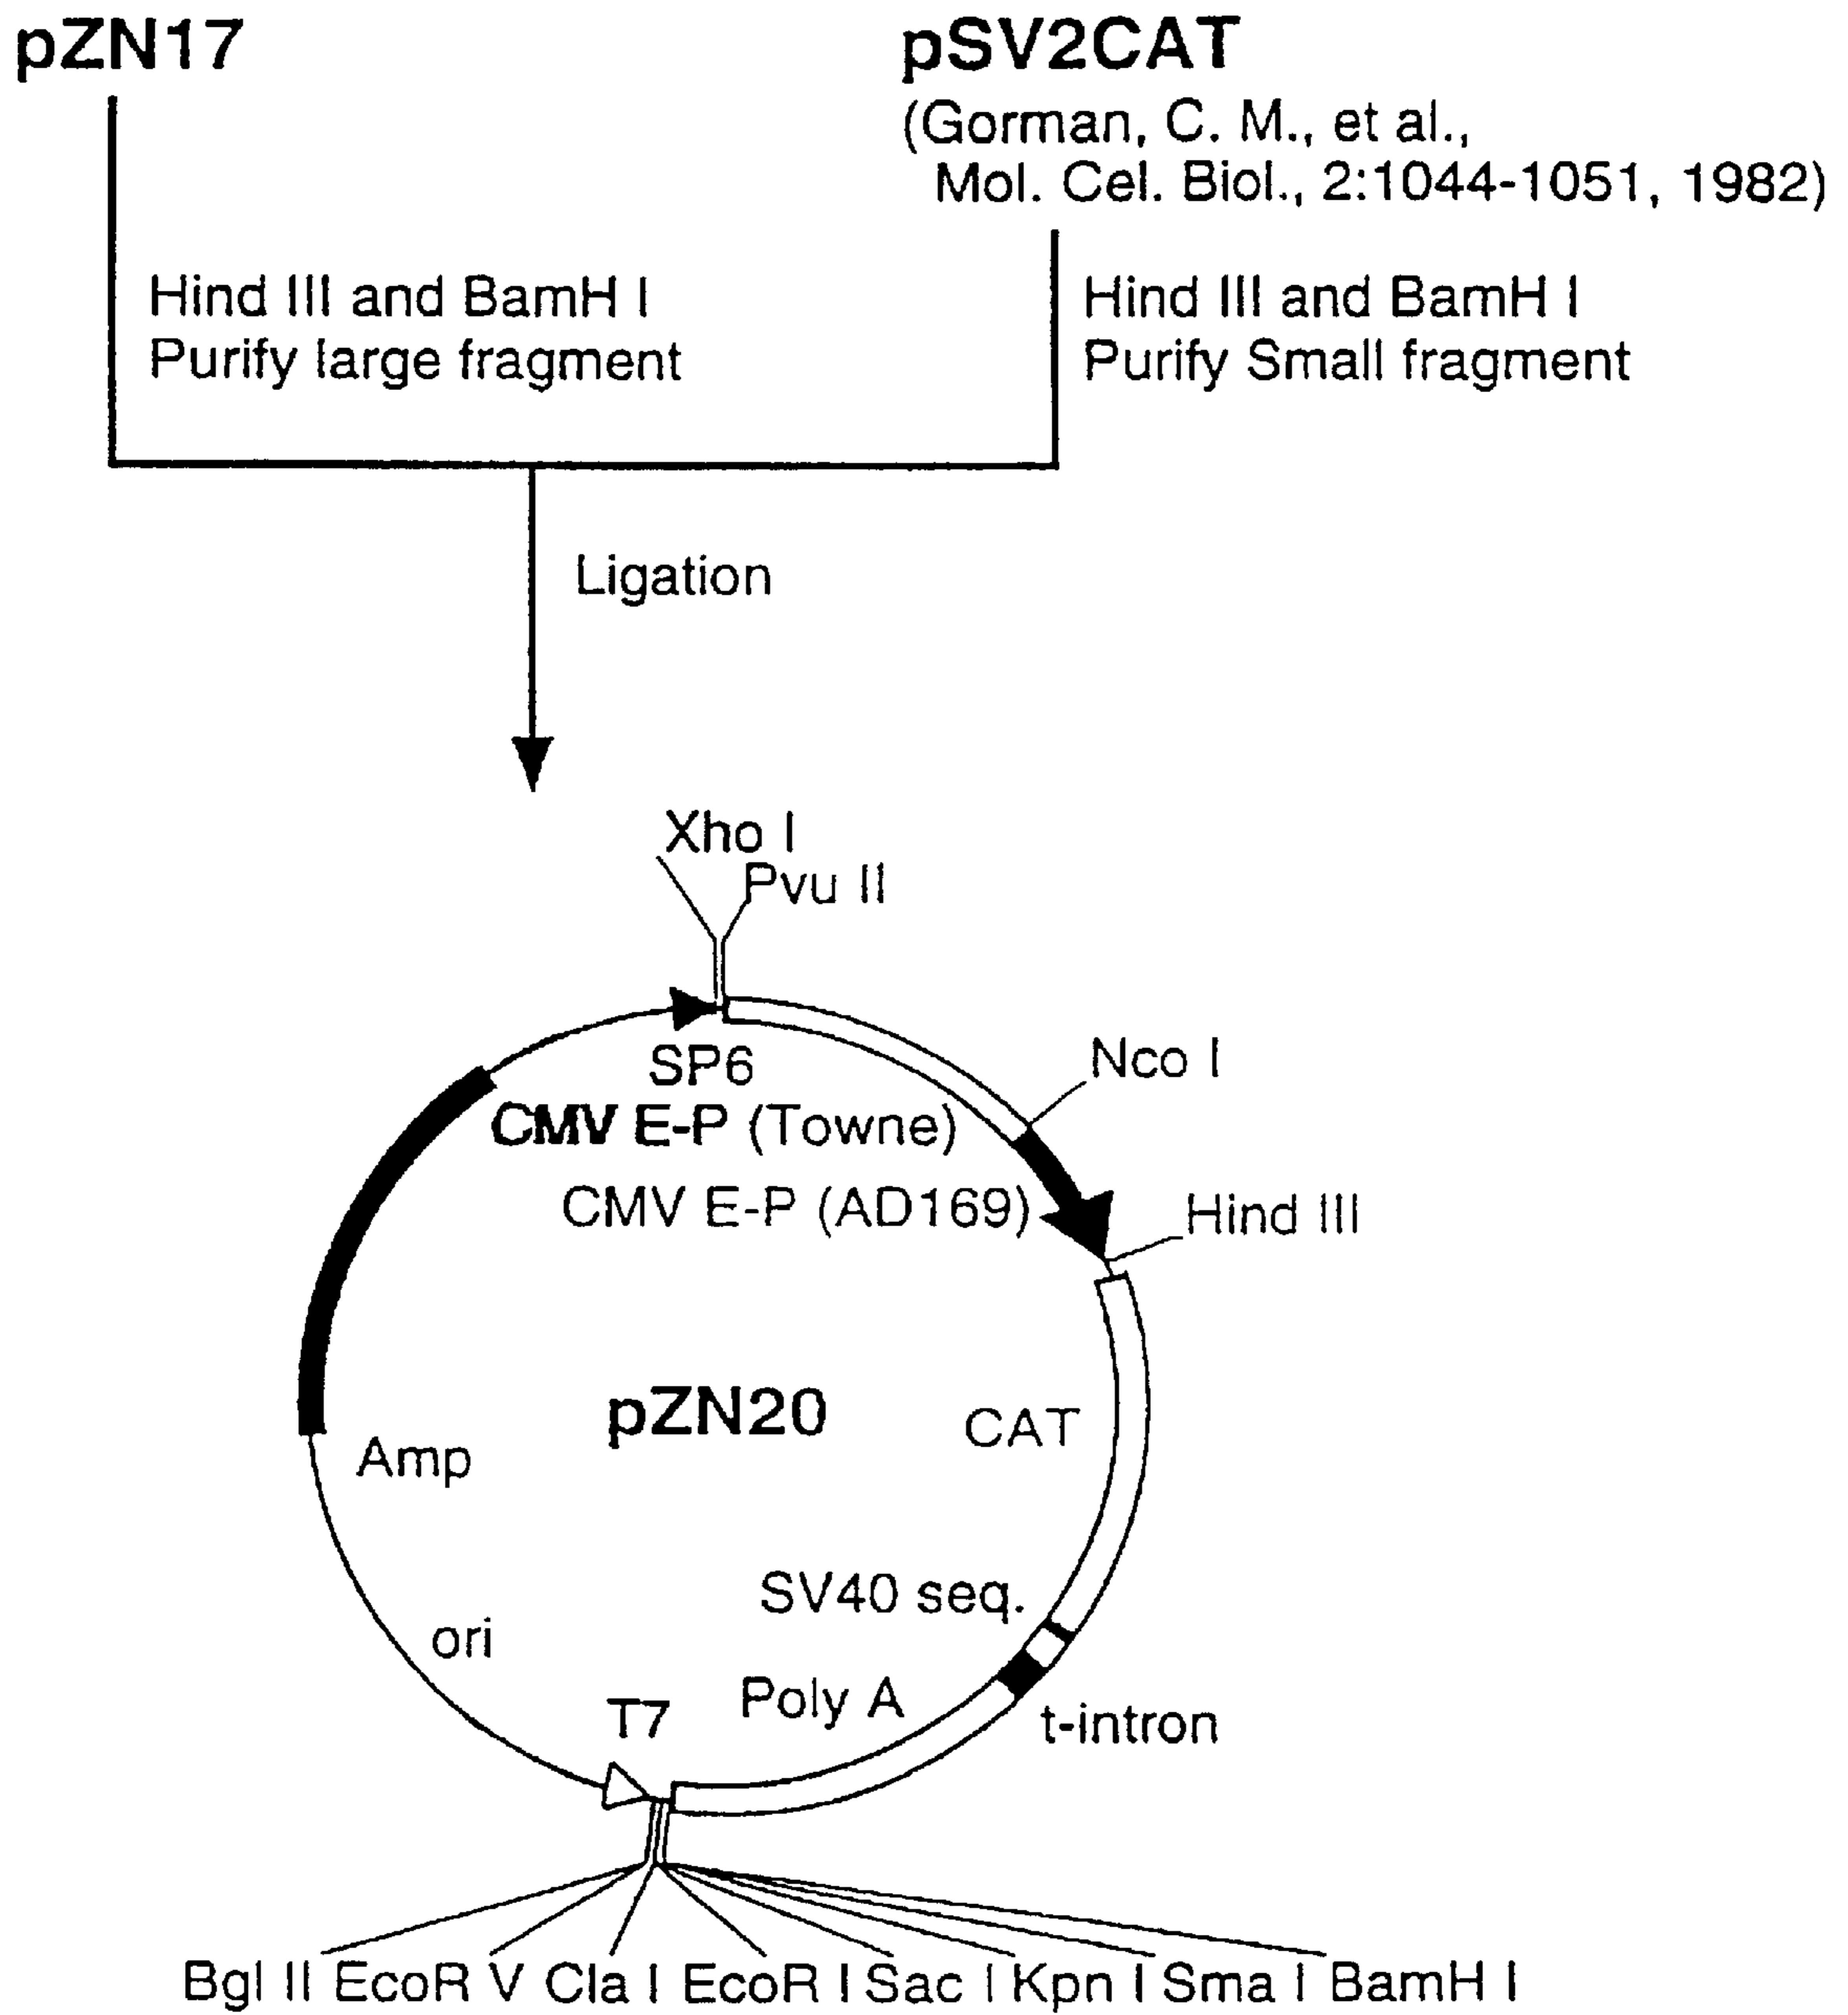 pZN17
pSV2CAT
(Gorman, C. M., et al.,
Mol. Cel. Biol., 2:1044-1051, 1982)
Hind III and BamH I
Purify large fragment
Hind III and BamH I
Purify Small fragment
Ligation
Xho I
Pvu II
Nco I
SP6
CMV E-P (Towne)
CMV E-P (AD169)
Hind III
pZN20
CAT
Amp
SV40 seq.
ori
Poly A
T7
t-intron
Bgl II EcoR V Cla I EcoR I Sac I Kpn I Sma I BamH I